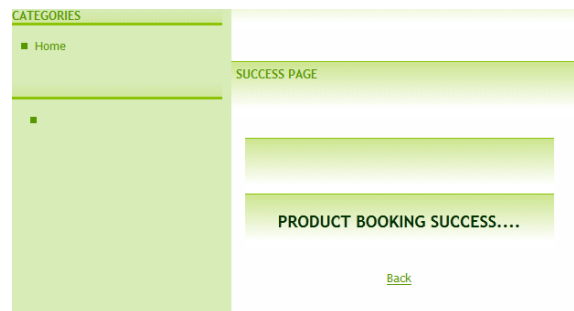 CATEGORIES
Home
SUCCESS PAGE
PRODUCT BOOKING SUCCESS....
Back